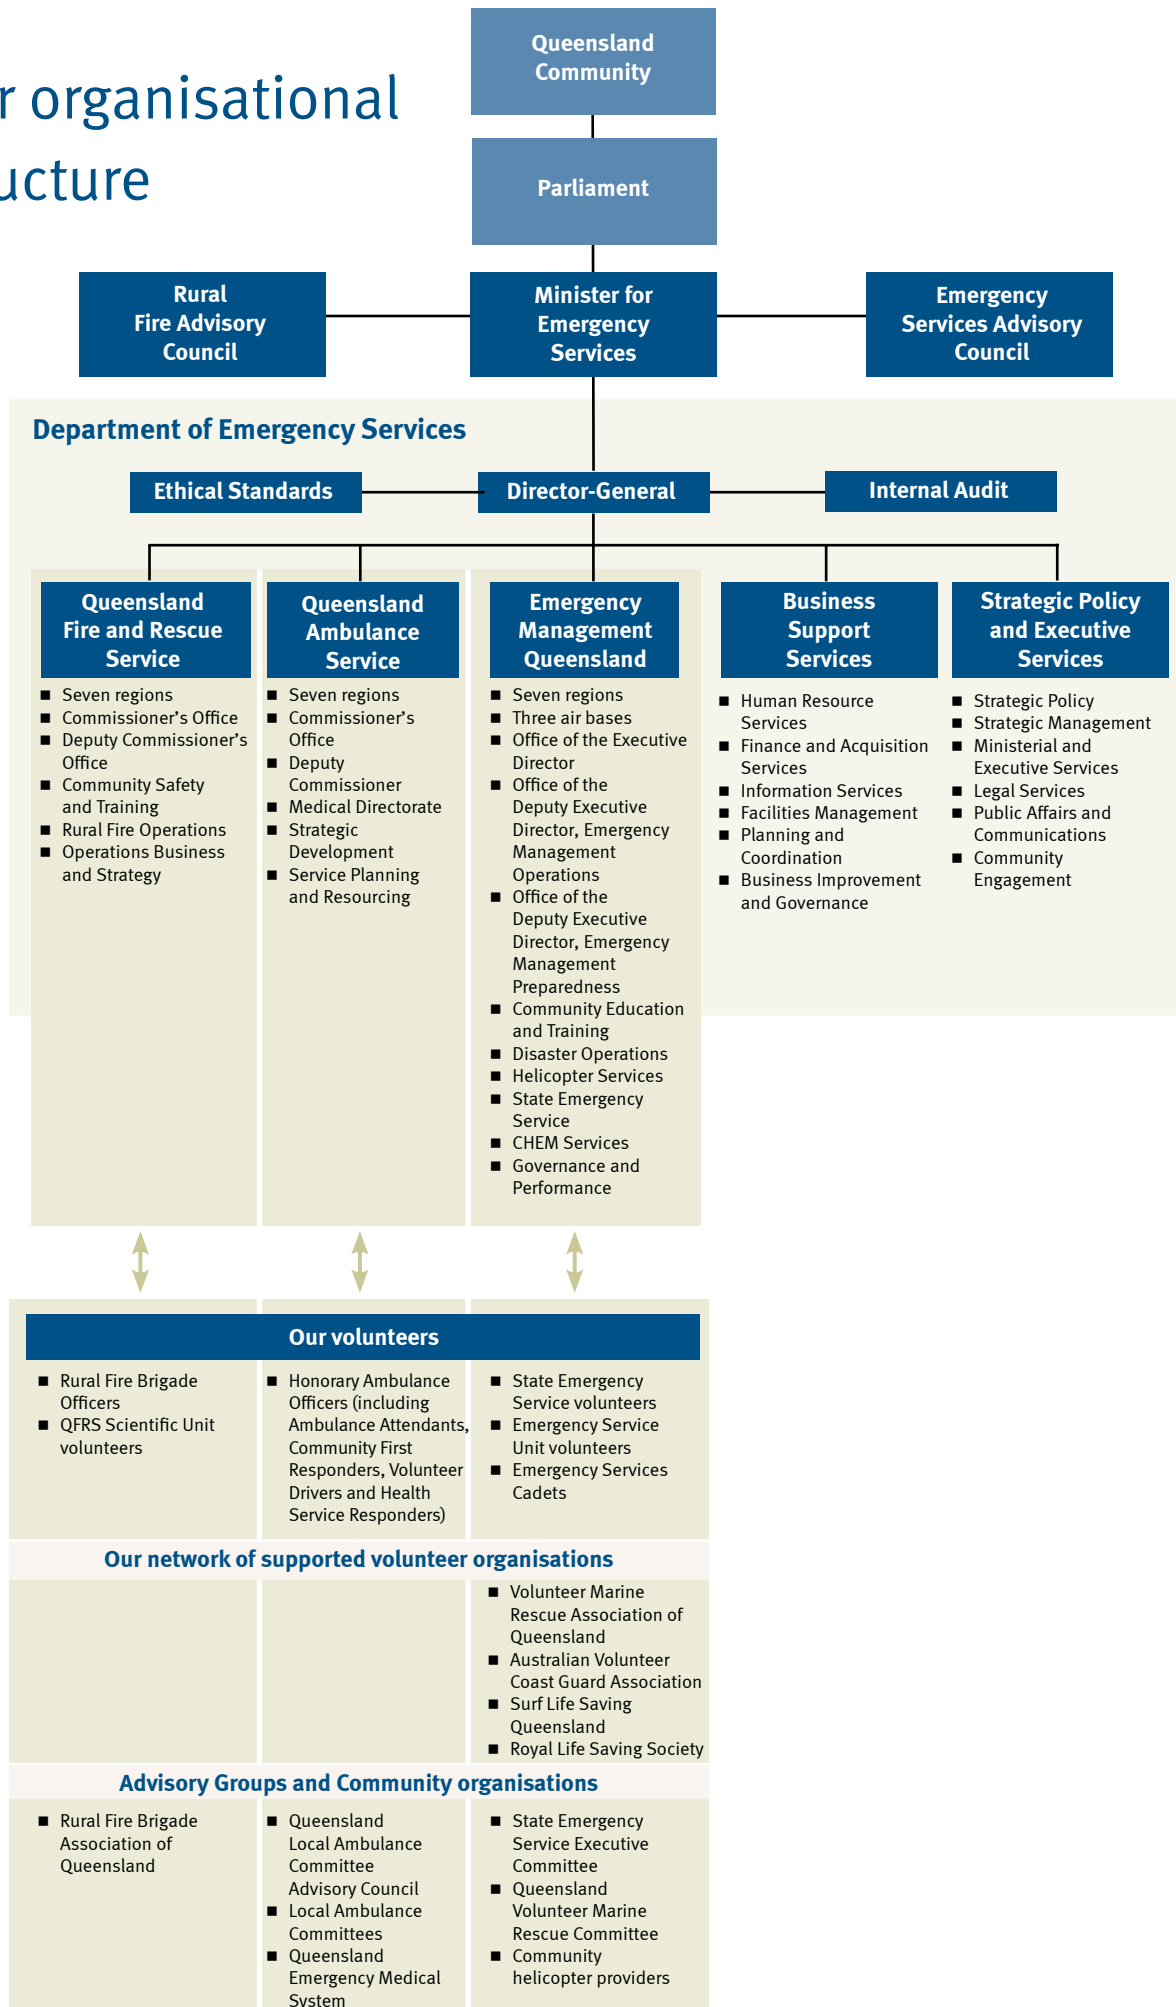 r organisational
ucture
Queensland
Community
Parliament
Rural
Fire Advisory
Council
Minister for
Emergency
Services
Emergency
Services Advisory
Council
Department of Emergency Services
Ethical Standards
Director-General
Internal Audit
Queensland
Fire and Rescue
Service
■ Seven regions
■ Commissioner's Office
■ Deputy Commissioner's
Office
■ Community Safety
and Training
■ Rural Fire Operations
■ Operations Business
and Strategy
Queensland
Ambulance
Service
■ Seven regions
■ Commissioner's
Office
■ Deputy
Commissioner
■ Medical Directorate
■ Strategic
Development
■ Service Planning
and Resourcing
Emergency
Management
Queensland
■ Seven regions
■ Three air bases
■ Office of the Executive
Director
■ Office of the
Deputy Executive
Director, Emergency
Management
Operations
■ Office of the
Deputy Executive
Director, Emergency
Management
Preparedness
■ Community Education
and Training
■ Disaster Operations
■ Helicopter Services
■ State Emergency
Service
■ CHEM Services
■ Governance and
Performance
Business
Support
Services
■ Human Resource
Services
■ Finance and Acquisition
Services
■ Information Services
■ Facilities Management
■ Planning and
Coordination
■ Business Improvement
and Governance
Strategic Policy
and Executive
Services
■ Strategic Policy
■ Strategic Management
■ Ministerial and
Executive Services
■ Legal Services
■ Public Affairs and
Communications
■ Community
Engagement
Our volunteers
■ Rural Fire Brigade
Officers
■ QFRS Scientific Unit
volunteers
■ Honorary Ambulance
Officers (including
Ambulance Attendants,
Community First
Responders, Volunteer
Drivers and Health
Service Responders)
■ State Emergency
Service volunteers
■ Emergency Service
Unit volunteers
■ Emergency Services
Cadets
Our network of supported volunteer organisations
■ Volunteer Marine
Rescue Association of
Queensland
■ Australian Volunteer
Coast Guard Association
■ Surf Life Saving
Queensland
■ Royal Life Saving Society
Advisory Groups and Community organisations
■ Rural Fire Brigade
Association of
Queensland
■ Queensland
Local Ambulance
Committee
Advisory Council
■ Local Ambulance
Committees
■ Queensland
Emergency Medical
System
■ State Emergency
Service Executive
Committee
■ Queensland
Volunteer Marine
Rescue Committee
■ Community
helicopter providers